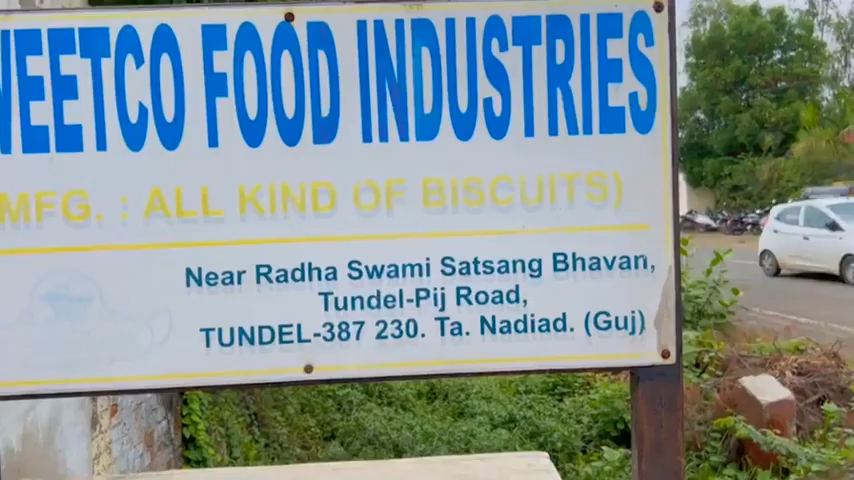 WEETCO FOOD INDUSTRIES
MFG. : ALL KIND OF BISCUITS)
Near Radha Swami Satsang Bhavan,
Tundel-Pij Road,
TUNDEL-387 230. Ta. Nadiad. (Guj)